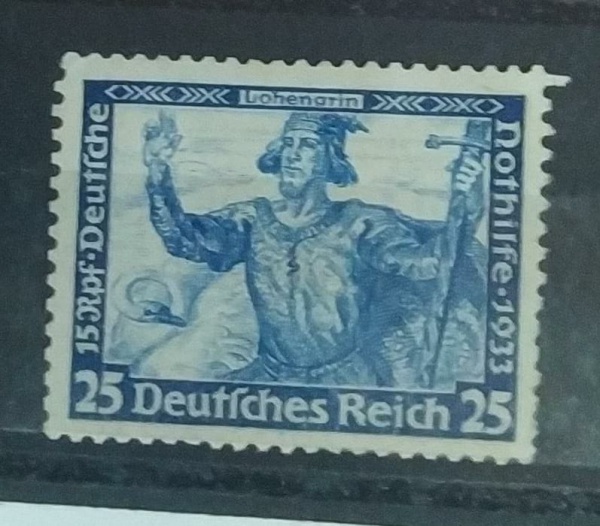 Lohengrin
15 Rpf · Deutſche
Nothilfe · 1933
25 Deutſches Reich 25